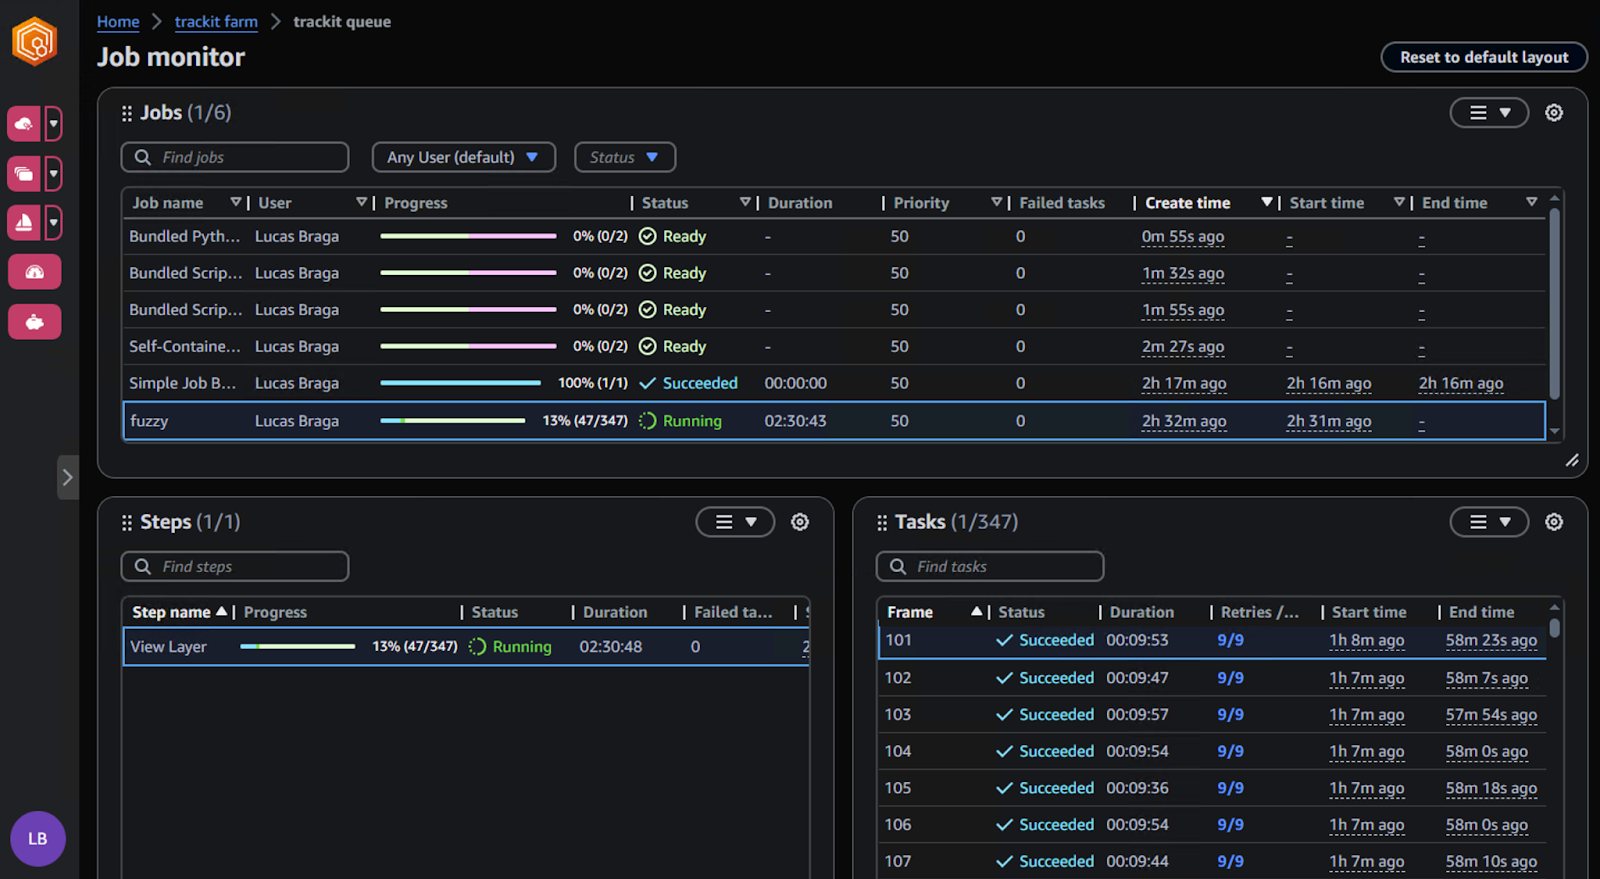 Home trackit farm trackit queue
Job monitor
Reset to default layout
Jobs (1/6)
Find jobs Any User (default) Status
Job name User Progress Status Duration Priority Failed tasks Create time Start time End time
Bundled Pyth... Lucas Braga 0% (0/2) Ready - 50 0 0m 55s ago - -
Bundled Scrip... Lucas Braga 0% (0/2) Ready - 50 0 1m 32s ago - -
Bundled Scrip... Lucas Braga 0% (0/2) Ready - 50 0 1m 55s ago - -
Self-Containe... Lucas Braga 0% (0/2) Ready - 50 0 2m 27s ago - -
Simple Job B... Lucas Braga 100% (1/1) Succeeded 00:00:00 50 0 2h 17m ago 2h 16m ago 2h 16m ago
fuzzy Lucas Braga 13% (47/347) Running 02:30:43 50 0 2h 32m ago 2h 31m ago -
Steps (1/1)
Find steps
Step name Progress Status Duration Failed ta...
View Layer 13% (47/347) Running 02:30:48 0
Tasks (1/347)
Find tasks
Frame Status Duration Retries /... Start time End time
101 Succeeded 00:09:53 9/9 1h 8m ago 58m 23s ago
102 Succeeded 00:09:47 9/9 1h 7m ago 58m 7s ago
103 Succeeded 00:09:57 9/9 1h 7m ago 57m 54s ago
104 Succeeded 00:09:54 9/9 1h 7m ago 58m 0s ago
105 Succeeded 00:09:36 9/9 1h 7m ago 58m 18s ago
106 Succeeded 00:09:54 9/9 1h 7m ago 58m 0s ago
107 Succeeded 00:09:44 9/9 1h 7m ago 58m 10s ago
LB